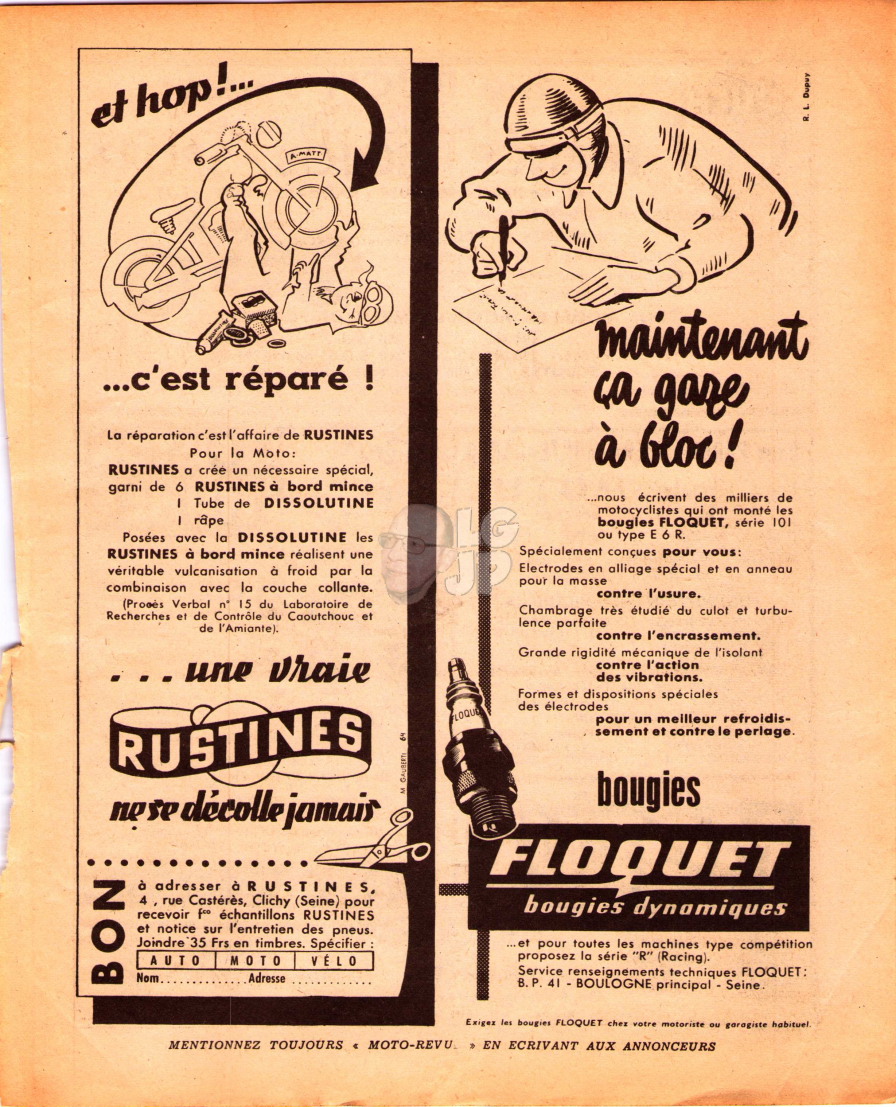 et hop!...
A.MATT
...c'est réparé !
La réparation c'est l'affaire de RUSTINES
Pour la Moto:
RUSTINES a créé un nécessaire spécial,
garni de 6 RUSTINES à bord mince
1 Tube de DISSOLUTINE
1 râpe
Posées avec la DISSOLUTINE les
RUSTINES à bord mince réalisent une
véritable vulcanisation à froid par la
combinaison avec la couche collante.
(Procès Verbal n° 15 du Laboratoire de
Recherches et de Contrôle du Caoutchouc et
de l'Amiante).
. . . une vraie
RUSTINES
ne se décolle jamais
M. GAUBERTI 64
BON
à adresser à RUSTINES,
4, rue Castérès, Clichy (Seine) pour
recevoir fco échantillons RUSTINES
et notice sur l'entretien des pneus.
Joindre 35 Frs en timbres. Spécifier :
AUTO MOTO VÉLO
Nom.............. Adresse .............
R. L. Dupuy
maintenant
ça gaze
à bloc!
...nous écrivent des milliers de
motocyclistes qui ont monté les
bougies FLOQUET, série 101
ou type E 6 R.
Spécialement conçues pour vous:
Electrodes en alliage spécial et en anneau
pour la masse
contre l'usure.
Chambrage très étudié du culot et turbu-
lence parfaite
contre l'encrassement.
Grande rigidité mécanique de l'isolant
contre l'action
des vibrations.
Formes et dispositions spéciales
des électrodes
pour un meilleur refroidis-
sement et contre le perlage.
FLOQUET
bougies
FLOQUET
bougies dynamiques
...et pour toutes les machines type compétition
proposez la série "R" (Racing).
Service renseignements techniques FLOQUET:
B. P. 41 - BOULOGNE principal - Seine.
Exigez les bougies FLOQUET chez votre motoriste ou garagiste habituel.
MENTIONNEZ TOUJOURS « MOTO-REVU » EN ECRIVANT AUX ANNONCEURS
LG
JP